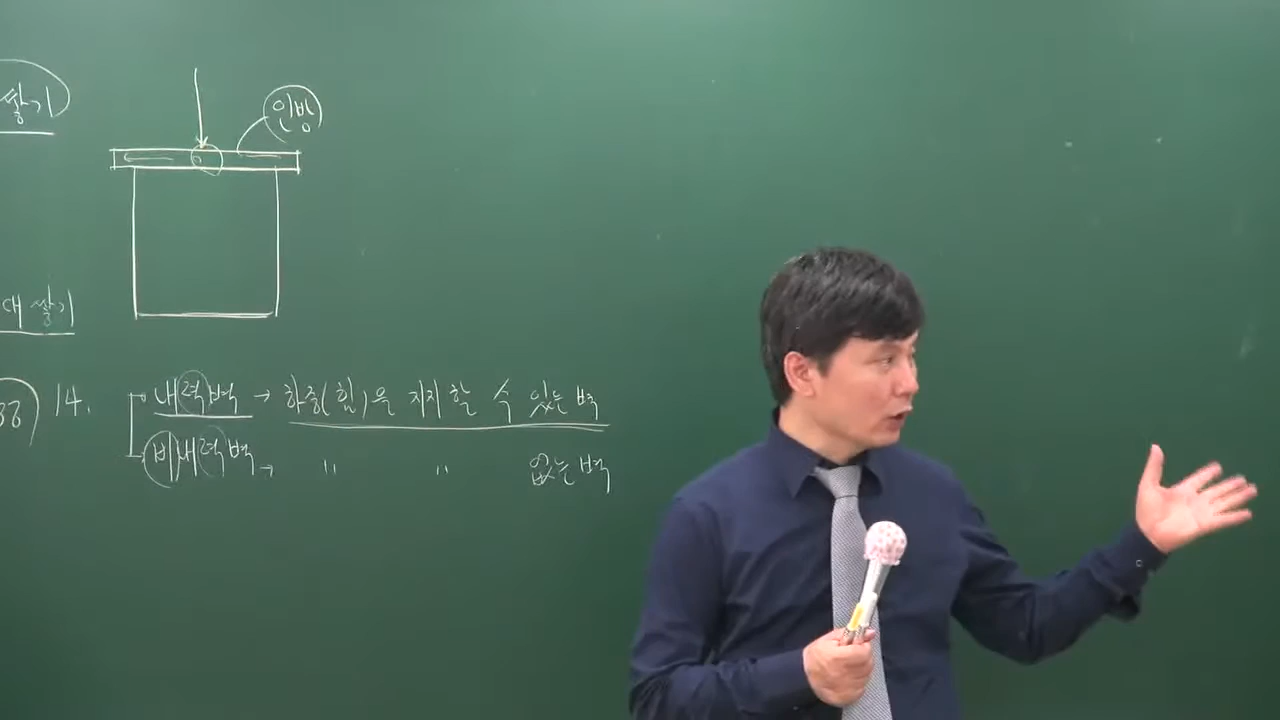 쌓기
인방
대쌓기
38) 14.
내력벽 → 하중(힘)을 지지할 수 있는 벽
비내력벽 → " " 없는 벽